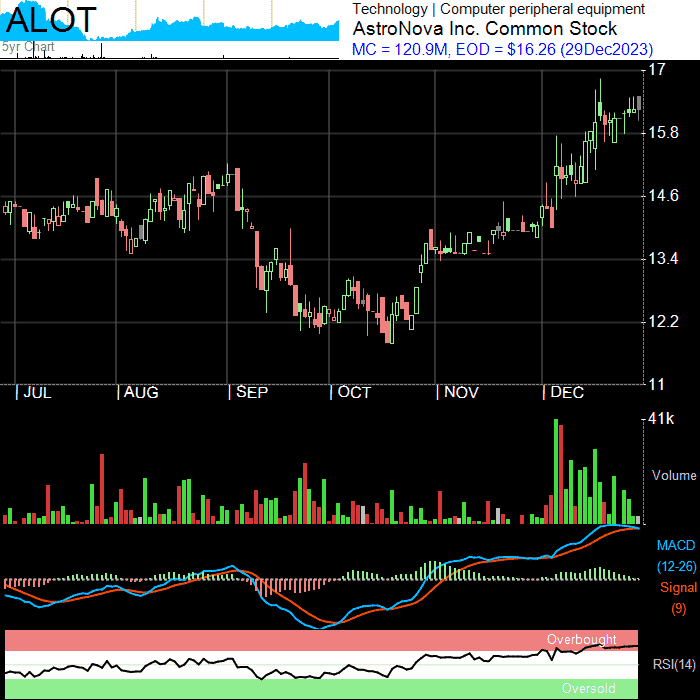 ALOT
5yr Chart
Technology | Computer peripheral equipment
AstroNova Inc. Common Stock
MC = 120.9M, EOD = $16.26 (29Dec2023)
17
15.8
14.6
13.4
12.2
11
| JUL | AUG | SEP | OCT | NOV | DEC
41k
Volume
MACD
(12-26)
Signal
(9)
Overbought
RSI(14)
Oversold